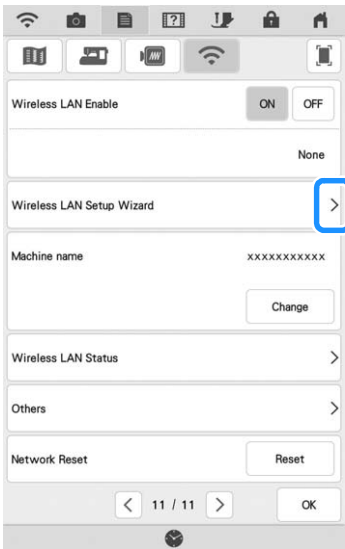 Wireless LAN Enable
ON
OFF
None
Wireless LAN Setup Wizard
Machine name
xxxxxxxxxxx
Change
Wireless LAN Status
Others
Network Reset
Reset
11 / 11
OK